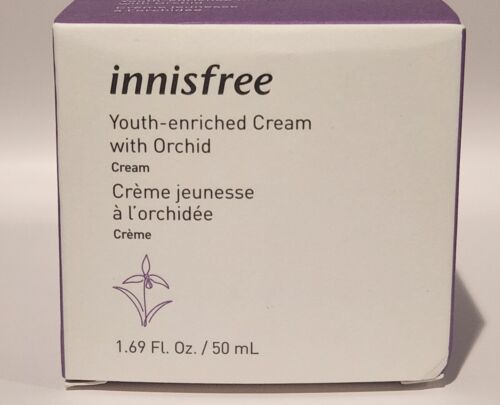 innisfree
Youth-enriched Cream
with Orchid
Cream
Crème jeunesse
à l'orchidée
Crème
1.69 Fl. Oz. / 50 mL